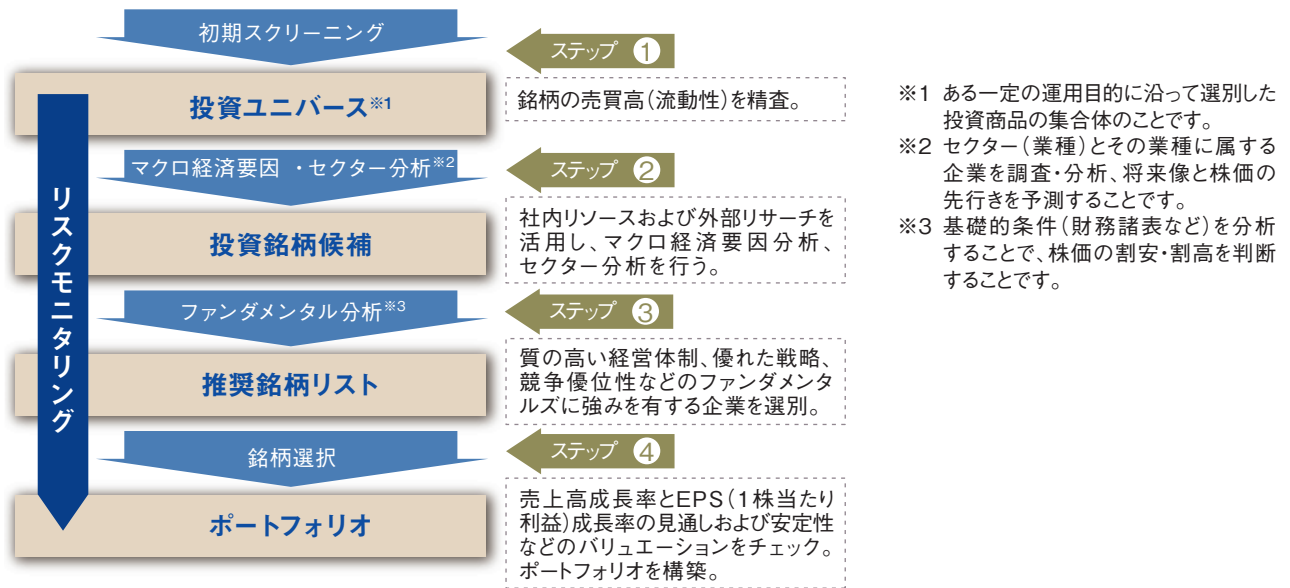 初期スクリーニング
ステップ ❶
投資ユニバース※1
銘柄の売買高（流動性）を精査。
マクロ経済要因 ・セクター分析※2
ステップ ❷
投資銘柄候補
社内リソースおよび外部リサーチを
活用し、マクロ経済要因分析、
セクター分析を行う。
ファンダメンタル分析※3
ステップ ❸
推奨銘柄リスト
質の高い経営体制、優れた戦略、
競争優位性などのファンダメンタ
ルズに強みを有する企業を選別。
銘柄選択
ステップ ❹
ポートフォリオ
売上高成長率とEPS（1株当たり
利益）成長率の見通しおよび安定性
などのバリュエーションをチェック。
ポートフォリオを構築。
リスクモニタリング
※1 ある一定の運用目的に沿って選別した
投資商品の集合体のことです。
※2 セクター（業種）とその業種に属する
企業を調査・分析、将来像と株価の
先行きを予測することです。
※3 基礎的条件（財務諸表など）を分析
することで、株価の割安・割高を判断
することです。